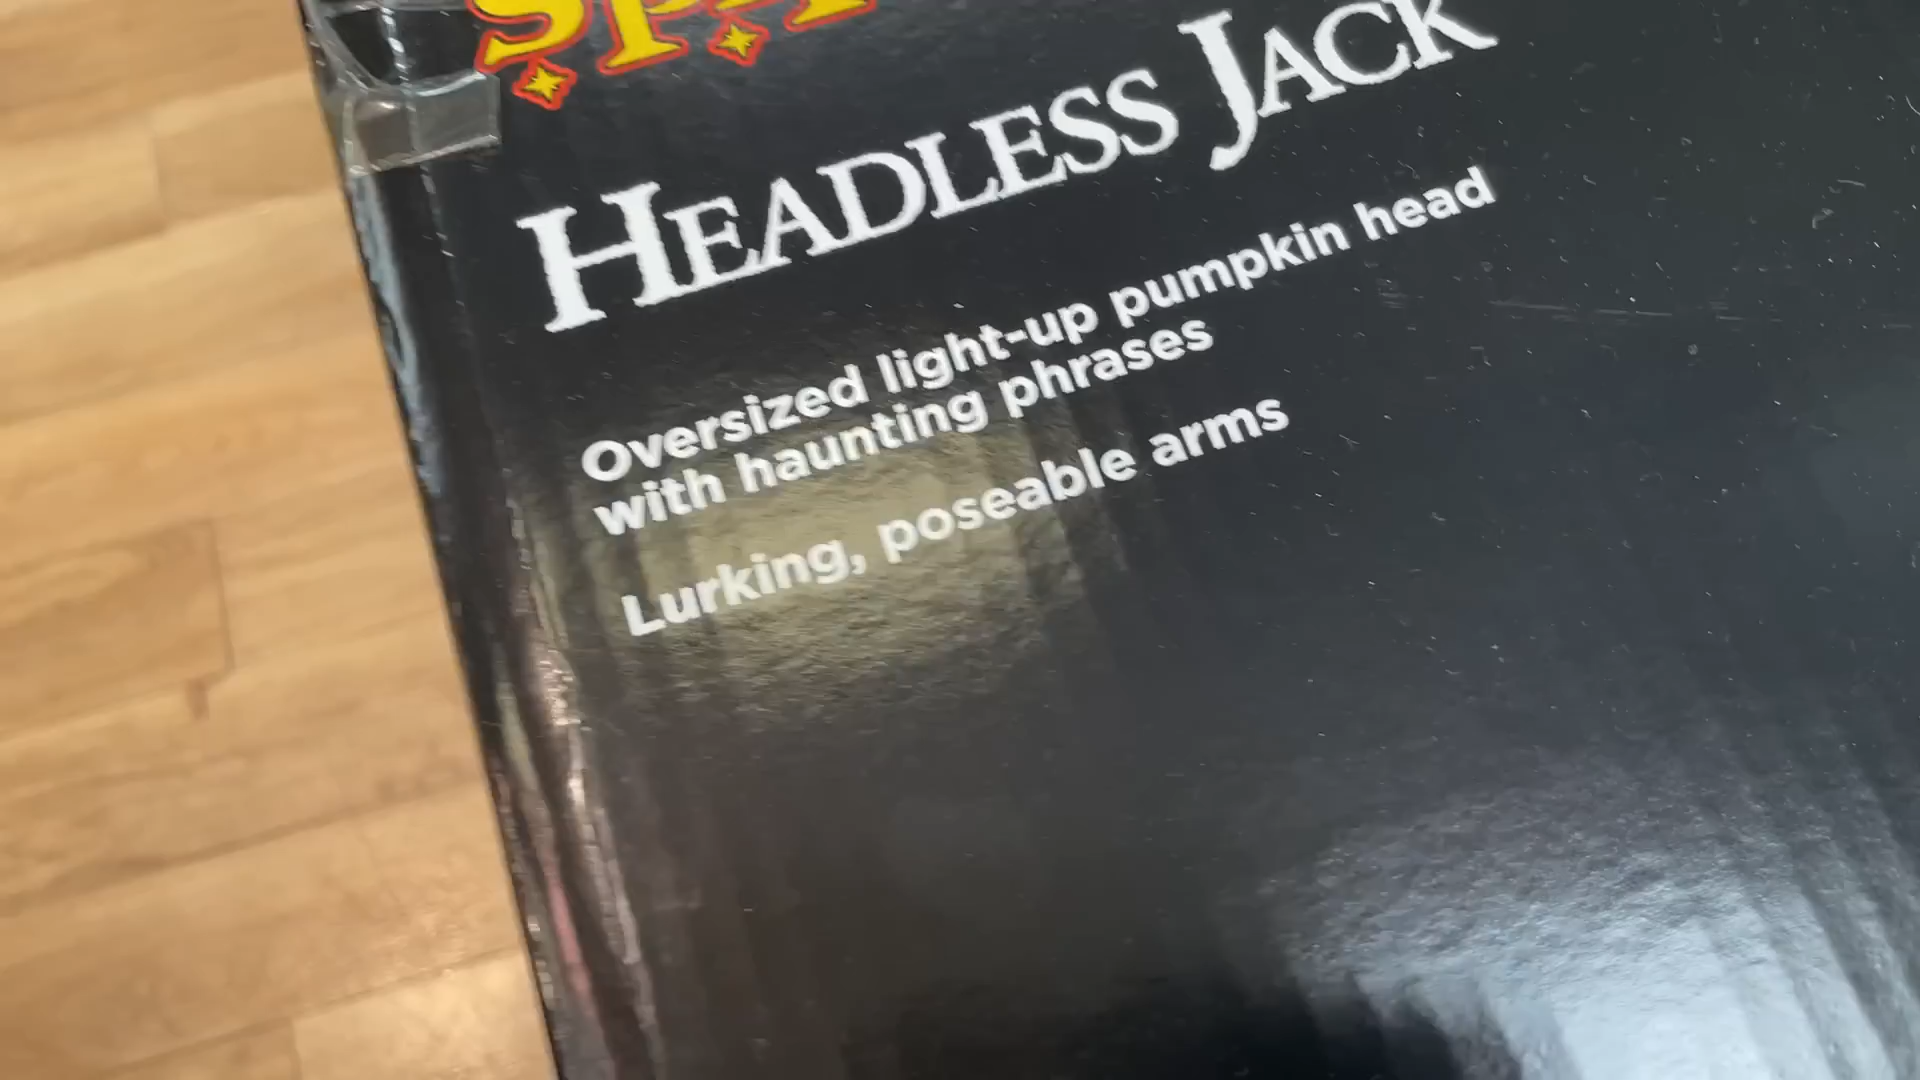 HEADLESS JACK
Oversized light-up pumpkin head
with haunting phrases
Lurking, poseable arms